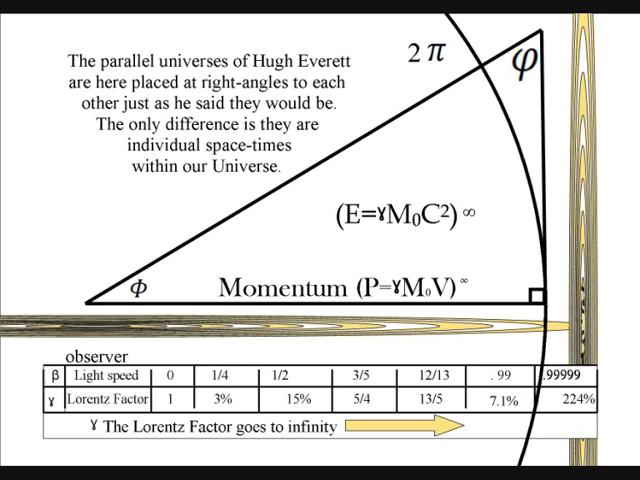 The parallel universes of Hugh Everett
are here placed at right-angles to each
other just as he said they would be.
The only difference is they are
individual space-times
within our Universe.
2 π
φ
(E=ɤM₀C²) ∞
Φ
Momentum (P=ɤM₀V) ∞
observer
β Light speed 0 1/4 1/2 3/5 12/13 . 99 .99999
ɤ Lorentz Factor 1 3% 15% 5/4 13/5 7.1% 224%
ɤ The Lorentz Factor goes to infinity